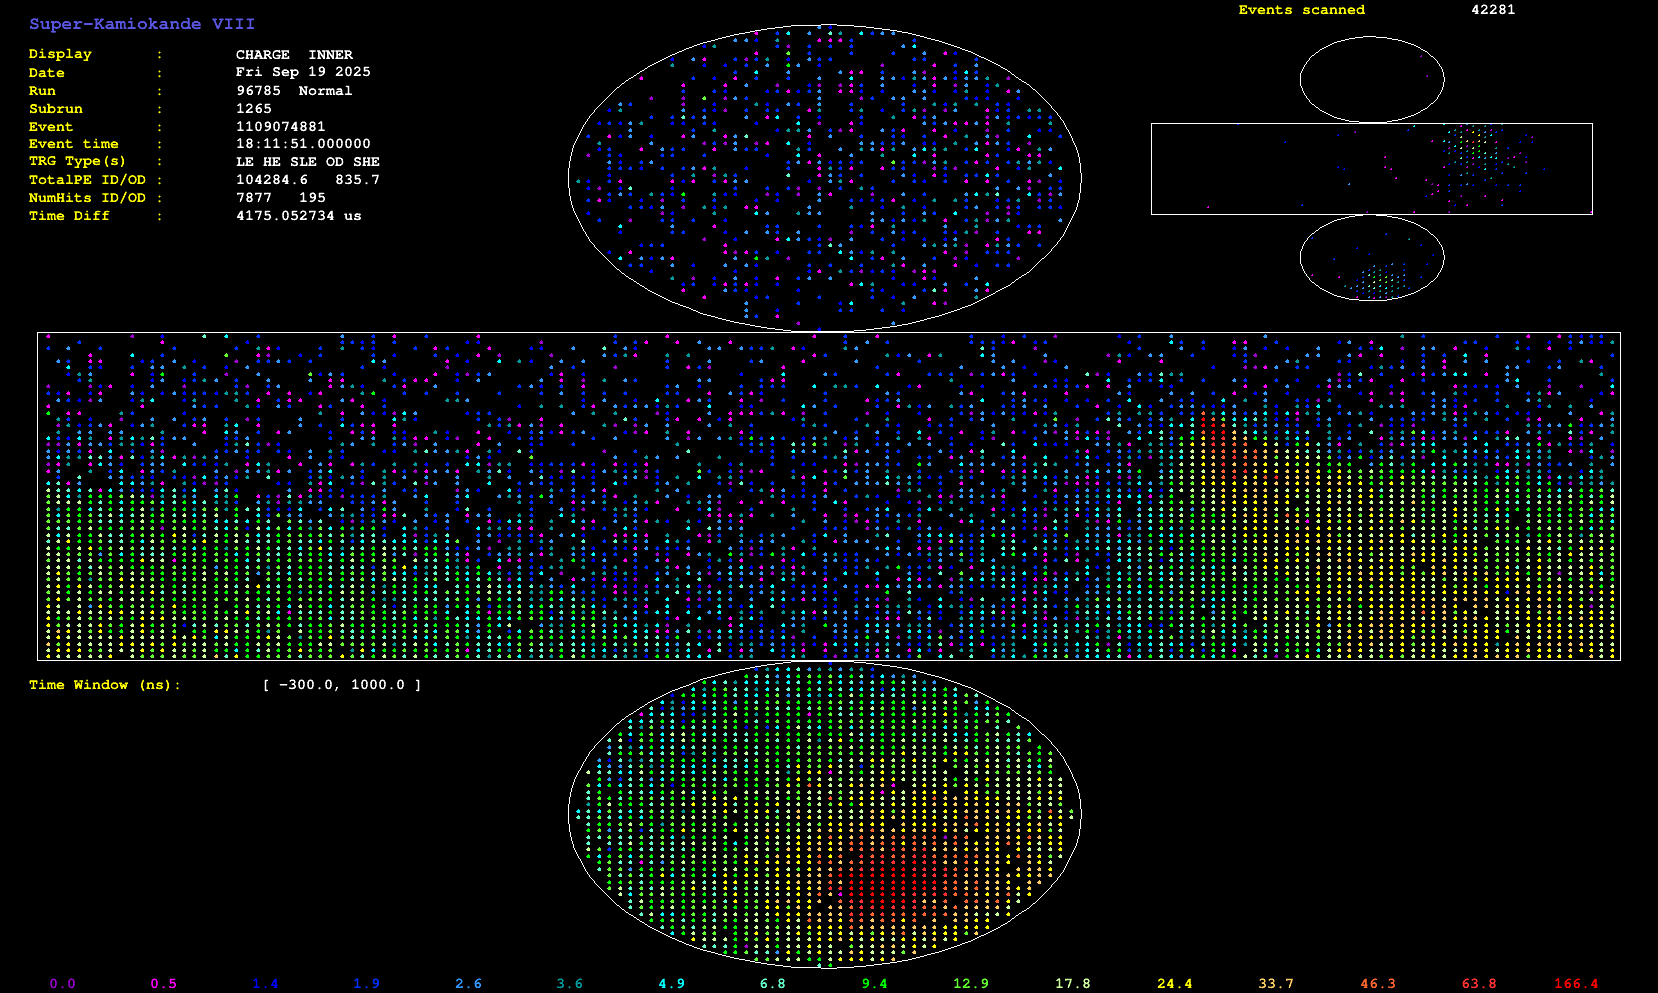 Super-Kamiokande VIII
Display : CHARGE INNER
Date : Fri Sep 19 2025
Run : 96785 Normal
Subrun : 1265
Event : 1109074881
Event time : 18:11:51.000000
TRG Type(s) : LE HE SLE OD SHE
TotalPE ID/OD : 104284.6 835.7
NumHits ID/OD : 7877 195
Time Diff : 4175.052734 us
Events scanned 42281
Time Window (ns): [ -300.0, 1000.0 ]
0.0 0.5 1.4 1.9 2.6 3.6 4.9 6.8 9.4 12.9 17.8 24.4 33.7 46.3 63.8 166.4